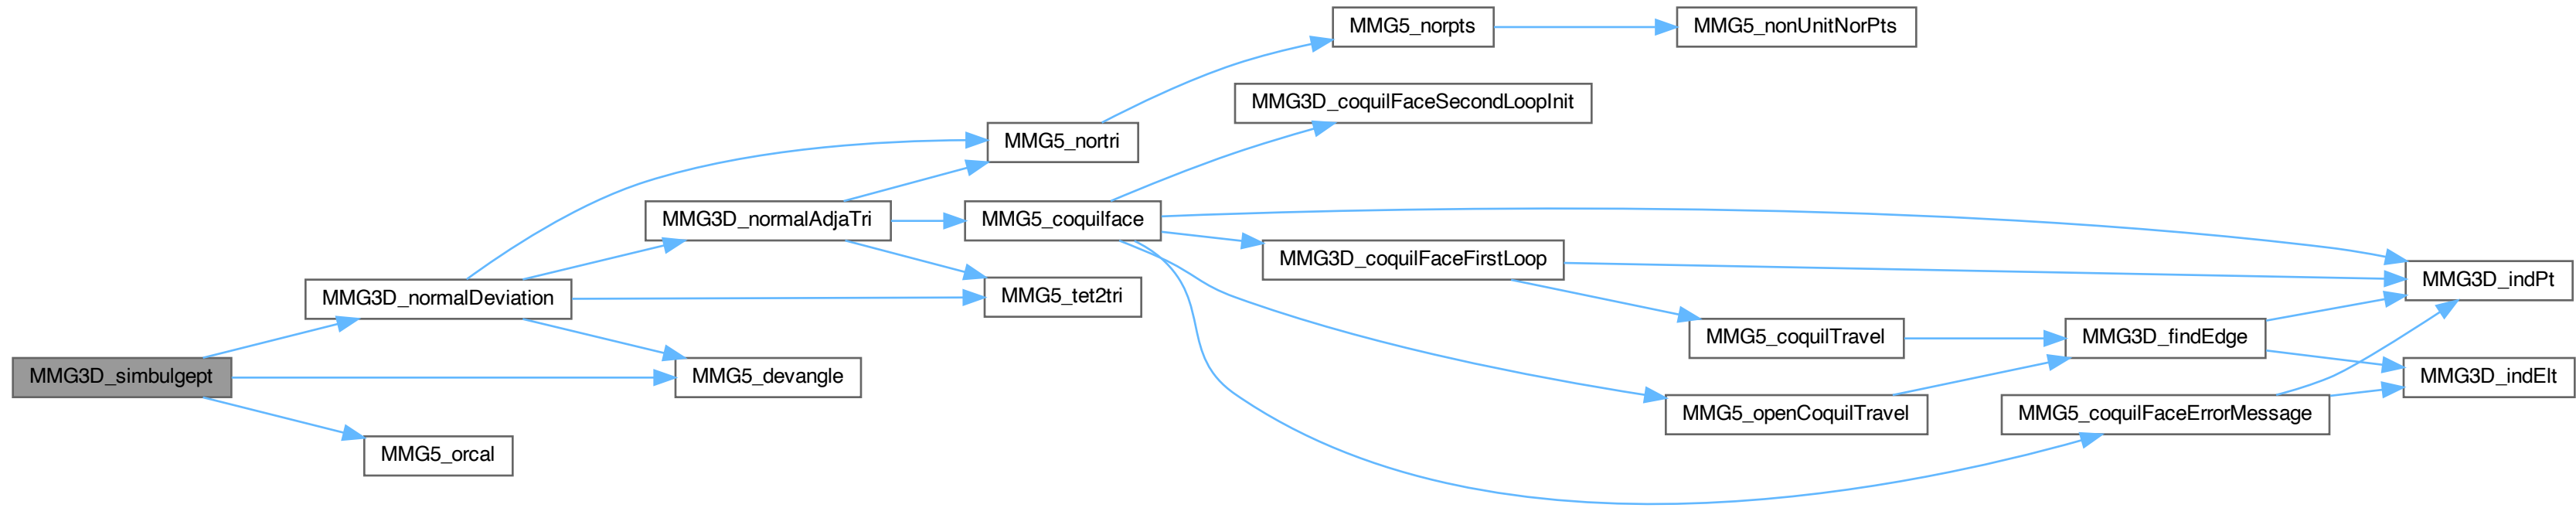 MMG3D_simbulgept
MMG3D_normalDeviation
MMG5_orcal
MMG3D_normalAdjaTri
MMG5_devangle
MMG5_nortri
MMG5_coquilface
MMG5_tet2tri
MMG5_norpts
MMG3D_coquilFaceSecondLoopInit
MMG3D_coquilFaceFirstLoop
MMG5_nonUnitNorPts
MMG5_coquilTravel
MMG5_openCoquilTravel
MMG3D_findEdge
MMG5_coquilFaceErrorMessage
MMG3D_indPt
MMG3D_indElt